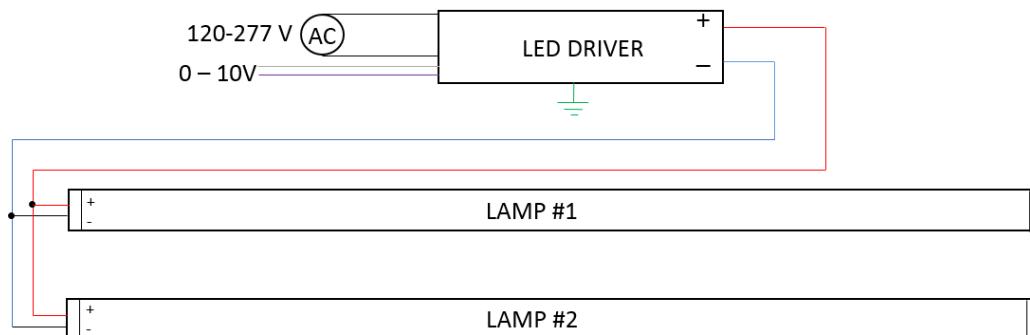 120-277 V AC
0 – 10V
LED DRIVER
+
–
+
-
LAMP #1
+
-
LAMP #2